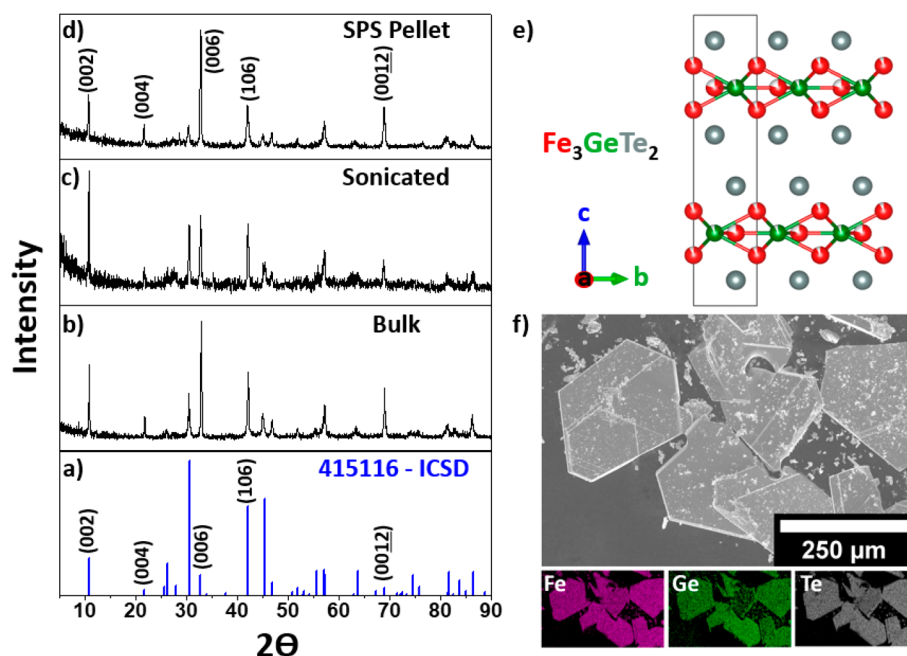 d)
SPS Pellet
(002)
(004)
(006)
(106)
(0012)
c)
Sonicated
b)
Bulk
a)
415116 - ICSD
(002)
(004)
(006)
(106)
(0012)
Intensity
10 20 30 40 50 60 70 80 90
2Θ
e)
Fe₃GeTe₂
c
a
b
f)
250 µm
Fe
Ge
Te